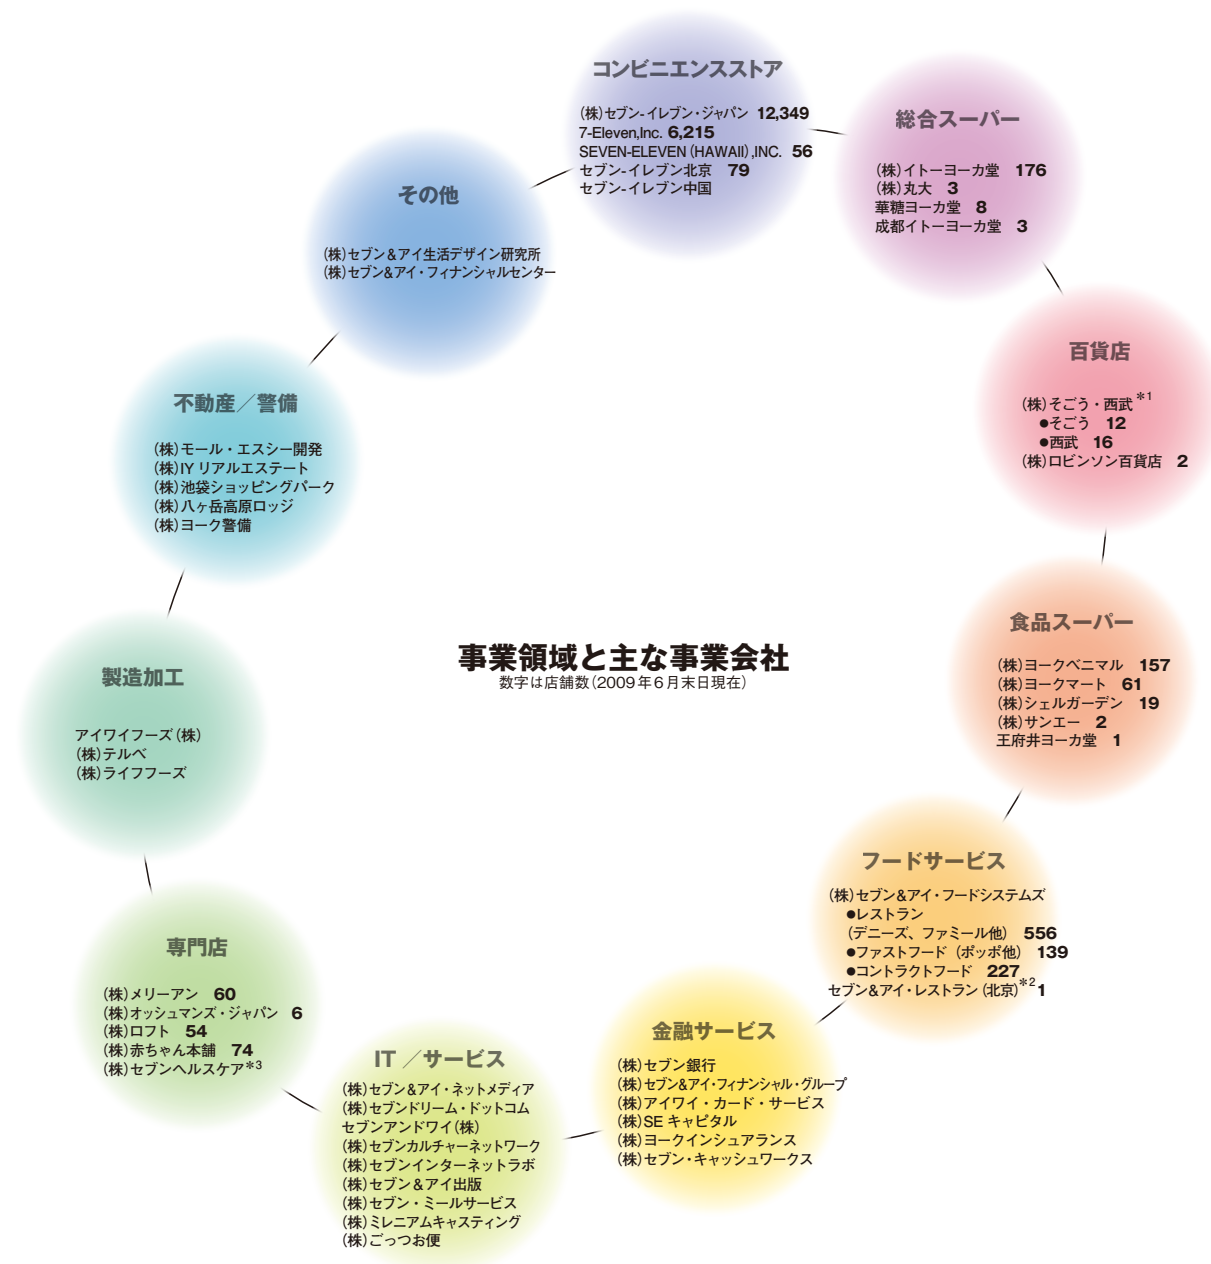 事業領域と主な事業会社
数字は店舗数(2009年6月末日現在)
コンビニエンスストア
(株)セブン-イレブン・ジャパン 12,349
7-Eleven,Inc. 6,215
SEVEN-ELEVEN(HAWAII),INC. 56
セブン-イレブン北京 79
セブン-イレブン中国
総合スーパー
(株)イトーヨーカ堂 176
(株)丸大 3
華糖ヨーカ堂 8
成都イトーヨーカ堂 3
百貨店
(株)そごう・西武*1
●そごう 12
●西武 16
(株)ロビンソン百貨店 2
食品スーパー
(株)ヨークベニマル 157
(株)ヨークマート 61
(株)シェルガーデン 19
(株)サンエー 2
王府井ヨーカ堂 1
フードサービス
(株)セブン&アイ・フードシステムズ
●レストラン
(デニーズ、ファミール他) 556
●ファストフード(ポッポ他) 139
●コントラクトフード 227
セブン&アイ・レストラン(北京)*2 1
金融サービス
(株)セブン銀行
(株)セブン&アイ・フィナンシャル・グループ
(株)アイワイ・カード・サービス
(株)SEキャピタル
(株)ヨークインシュアランス
(株)セブン・キャッシュワークス
IT/サービス
(株)セブン&アイ・ネットメディア
(株)セブンドリーム・ドットコム
セブンアンドワイ(株)
(株)セブンカルチャーネットワーク
(株)セブンインターネットラボ
(株)セブン&アイ出版
(株)セブン・ミールサービス
(株)ミレニアムキャスティング
(株)ごっつお便
専門店
(株)メリーアン 60
(株)オッシュマンズ・ジャパン 6
(株)ロフト 54
(株)赤ちゃん本舗 74
(株)セブンヘルスケア*3
製造加工
アイワイフーズ(株)
(株)テルベ
(株)ライフフーズ
不動産/警備
(株)モール・エスシー開発
(株)IYリアルエステート
(株)池袋ショッピングパーク
(株)八ヶ岳高原ロッジ
(株)ヨーク警備
その他
(株)セブン&アイ生活デザイン研究所
(株)セブン&アイ・フィナンシャルセンター